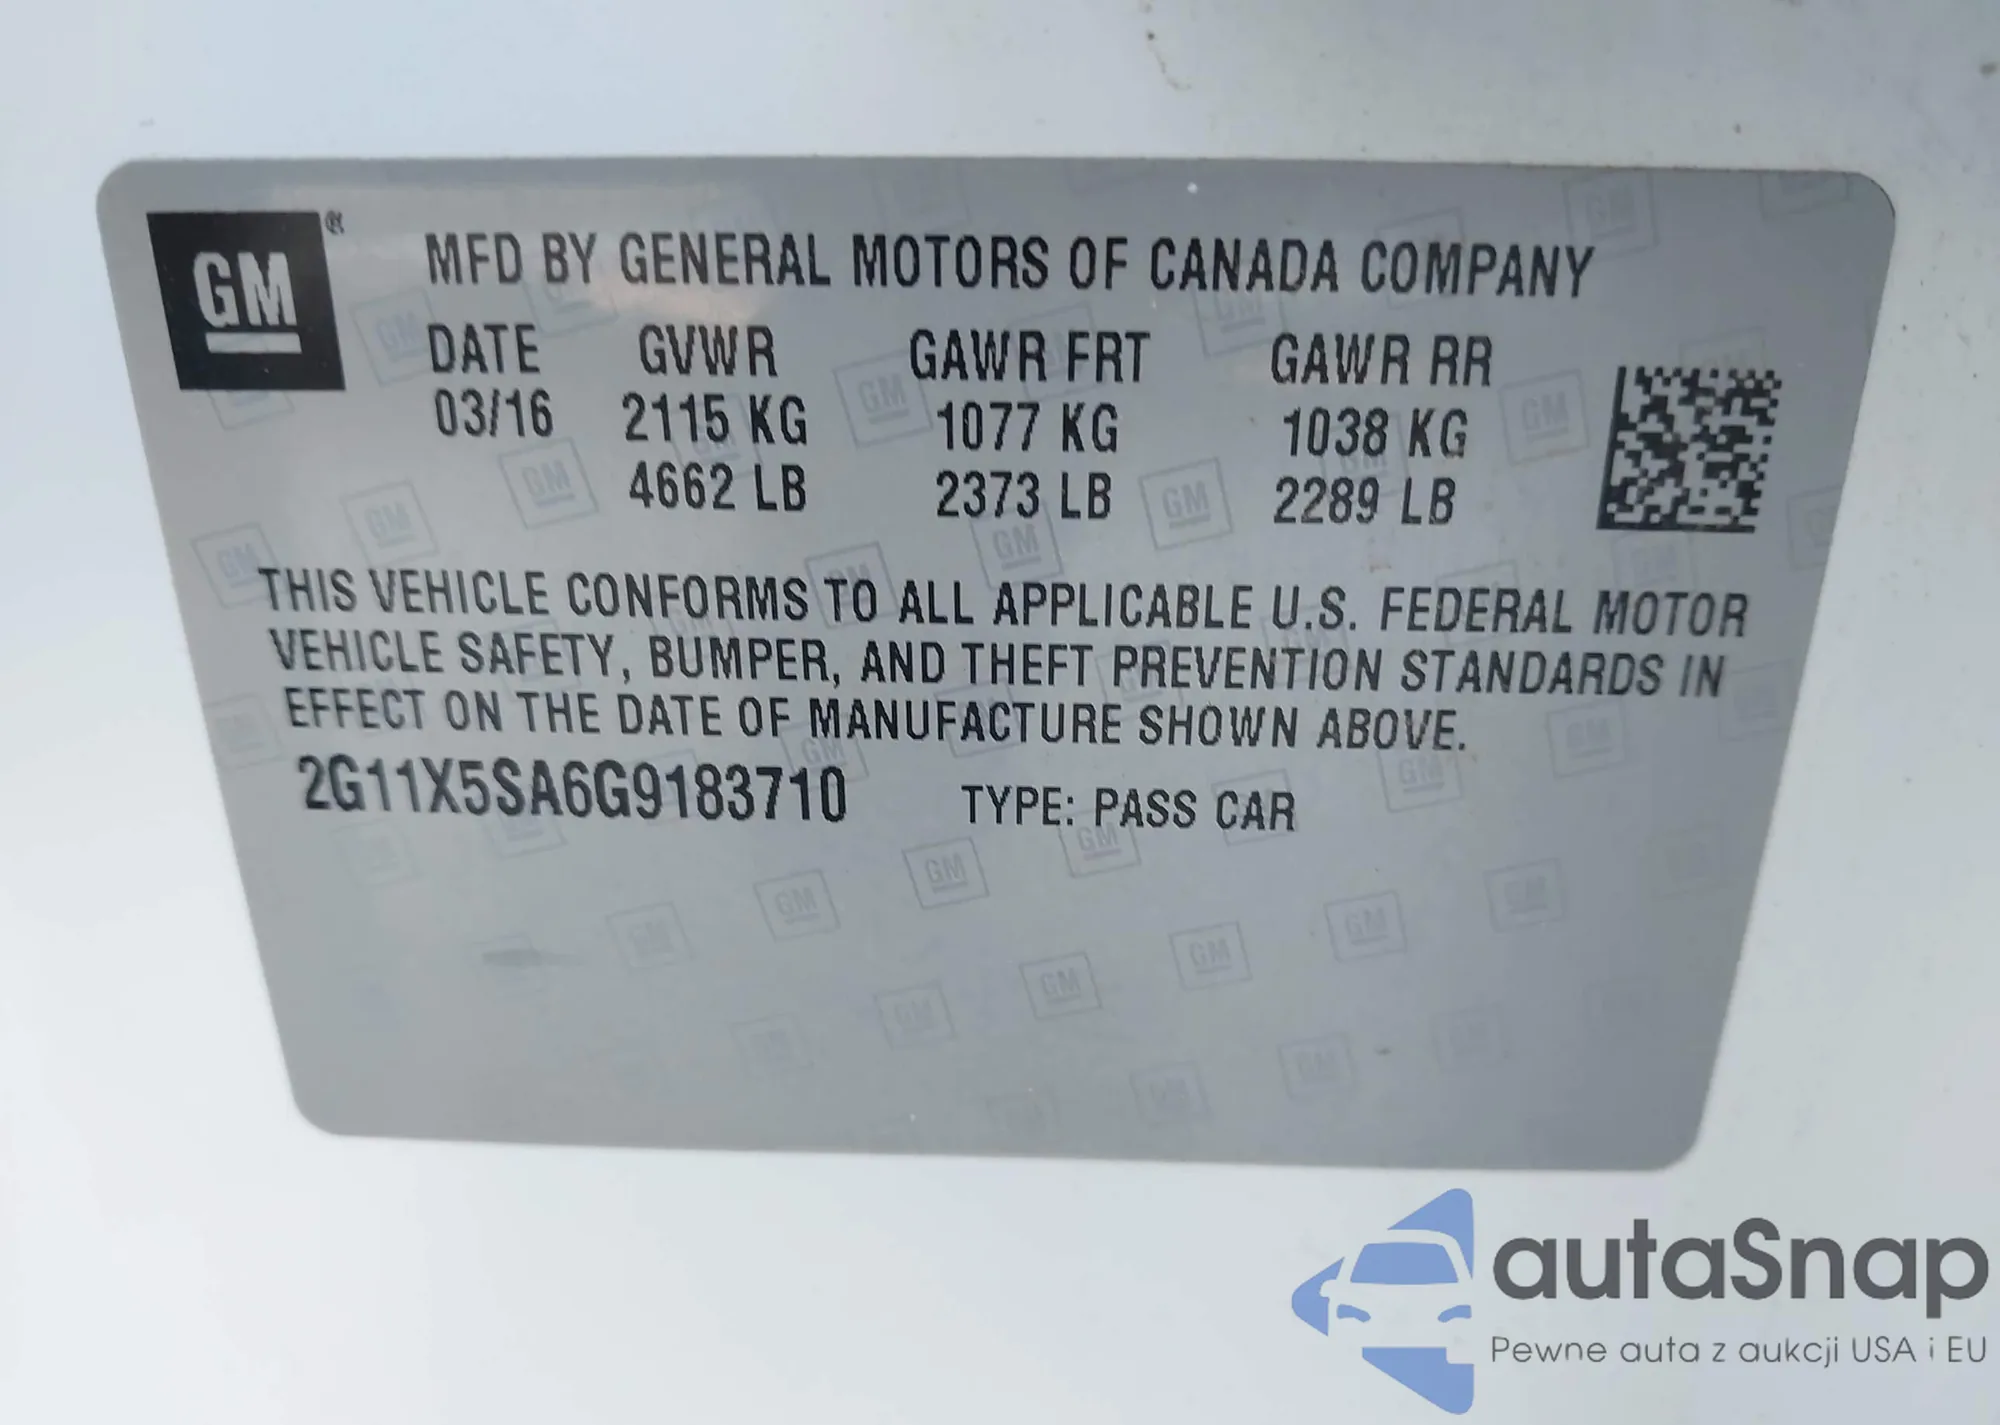 GM ®
MFD BY GENERAL MOTORS OF CANADA COMPANY
DATE GVWR GAWR FRT GAWR RR
03/16 2115 KG 1077 KG 1038 KG
4662 LB 2373 LB 2289 LB
THIS VEHICLE CONFORMS TO ALL APPLICABLE U.S. FEDERAL MOTOR
VEHICLE SAFETY, BUMPER, AND THEFT PREVENTION STANDARDS IN
EFFECT ON THE DATE OF MANUFACTURE SHOWN ABOVE.
2G11X5SA6G9183710 TYPE: PASS CAR
autaSnap
Pewne auta z aukcji USA i EU